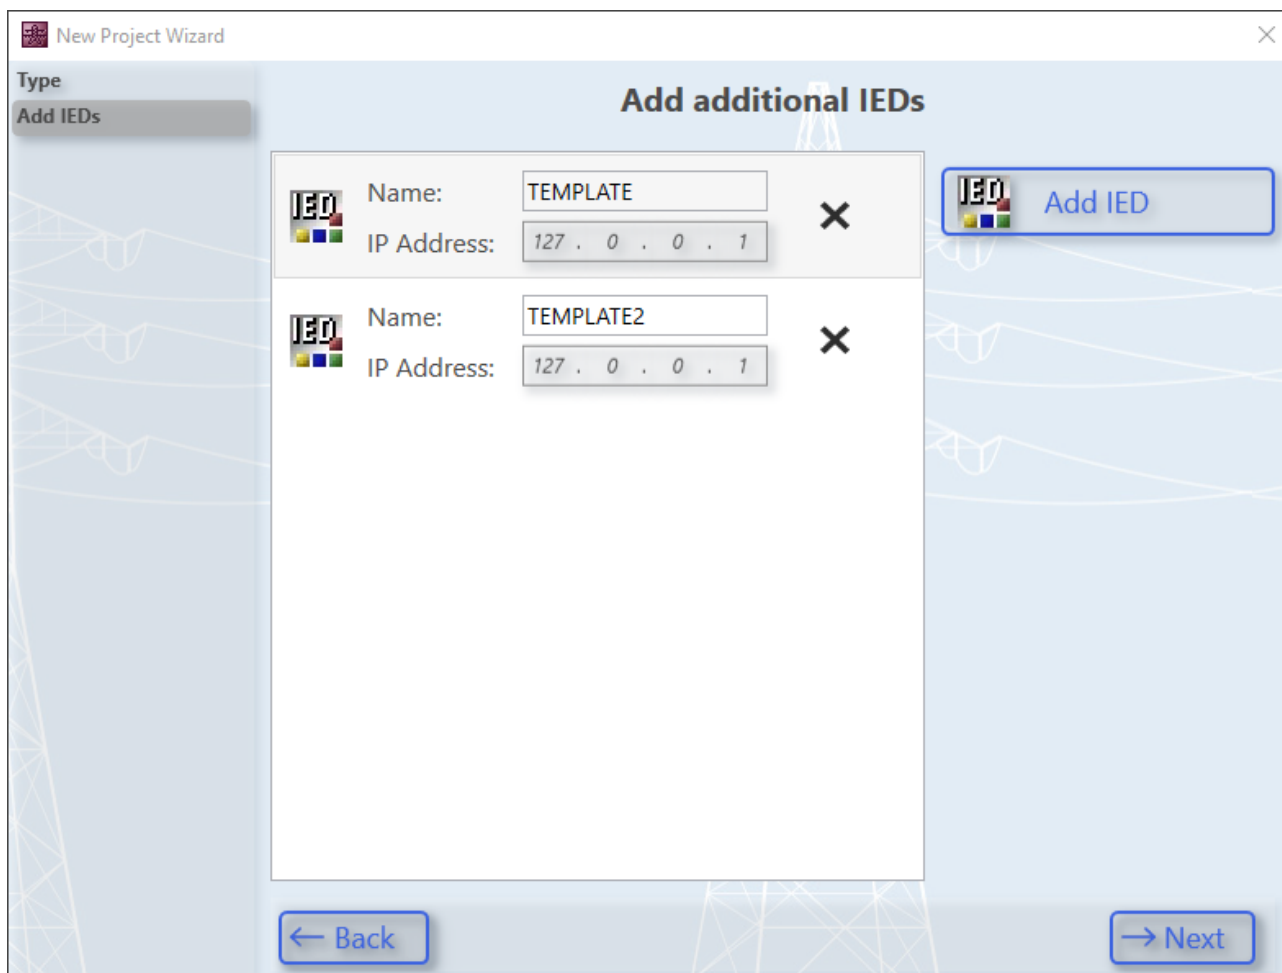 New Project Wizard
Type
Add IEDs
Add additional IEDs
IED
Name:
TEMPLATE
IP Address:
127 . 0 . 0 . 1
IED
Add IED
IED
Name:
TEMPLATE2
IP Address:
127 . 0 . 0 . 1
← Back
→ Next